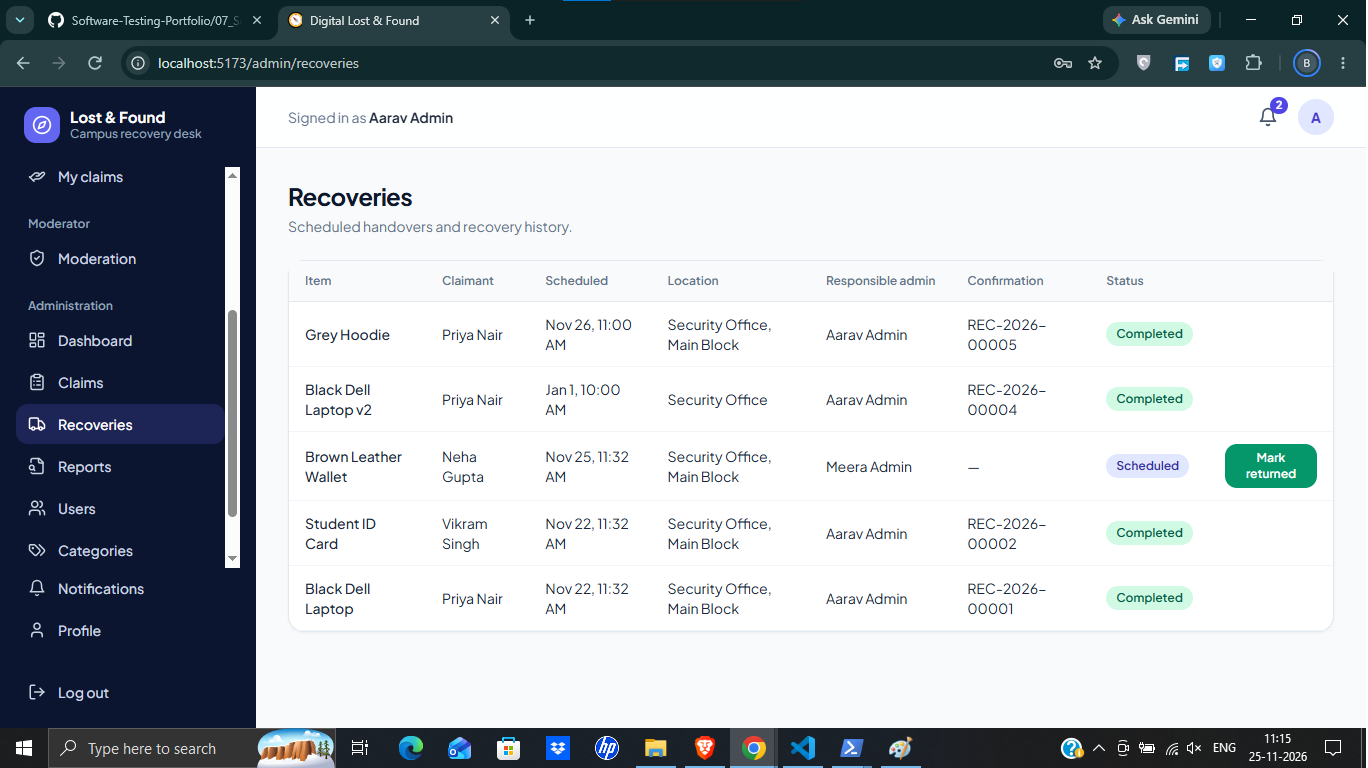 Software-Testing-Portfolio/07_S
Digital Lost & Found
Ask Gemini
localhost:5173/admin/recoveries
B
Lost & Found
Campus recovery desk
My claims
Moderator
Moderation
Administration
Dashboard
Claims
Recoveries
Reports
Users
Categories
Notifications
Profile
Log out
Signed in as Aarav Admin
2
A
Recoveries
Scheduled handovers and recovery history.
Item Claimant Scheduled Location Responsible admin Confirmation Status
Grey Hoodie Priya Nair Nov 26, 11:00 AM Security Office, Main Block Aarav Admin REC-2026-00005 Completed
Black Dell Laptop v2 Priya Nair Jan 1, 10:00 AM Security Office Aarav Admin REC-2026-00004 Completed
Brown Leather Wallet Neha Gupta Nov 25, 11:32 AM Security Office, Main Block Meera Admin — Scheduled Mark returned
Student ID Card Vikram Singh Nov 22, 11:32 AM Security Office, Main Block Aarav Admin REC-2026-00002 Completed
Black Dell Laptop Priya Nair Nov 22, 11:32 AM Security Office, Main Block Aarav Admin REC-2026-00001 Completed
Type here to search
hp
ENG
11:15
25-11-2026